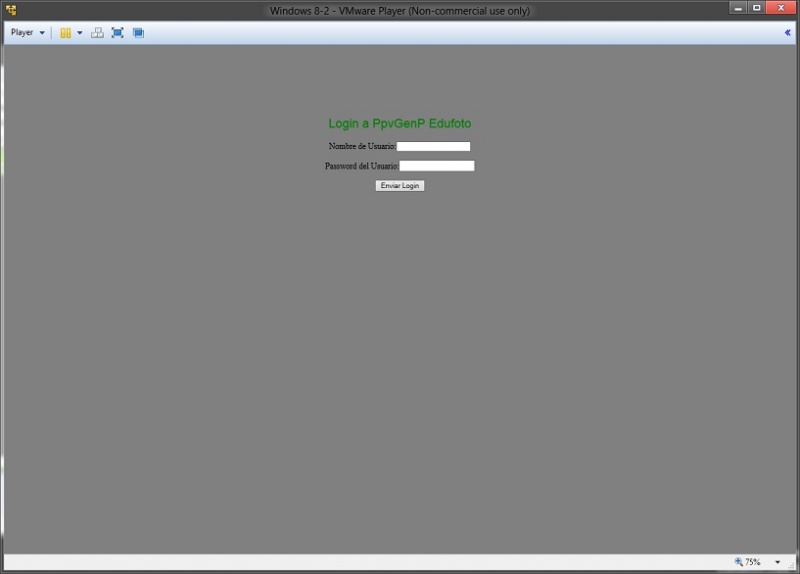 Windows 8-2 - VMware Player (Non-commercial use only)
Player
Login a PpvGenP Edufoto
Nombre de Usuario:
Password del Usuario:
Enviar Login
75%